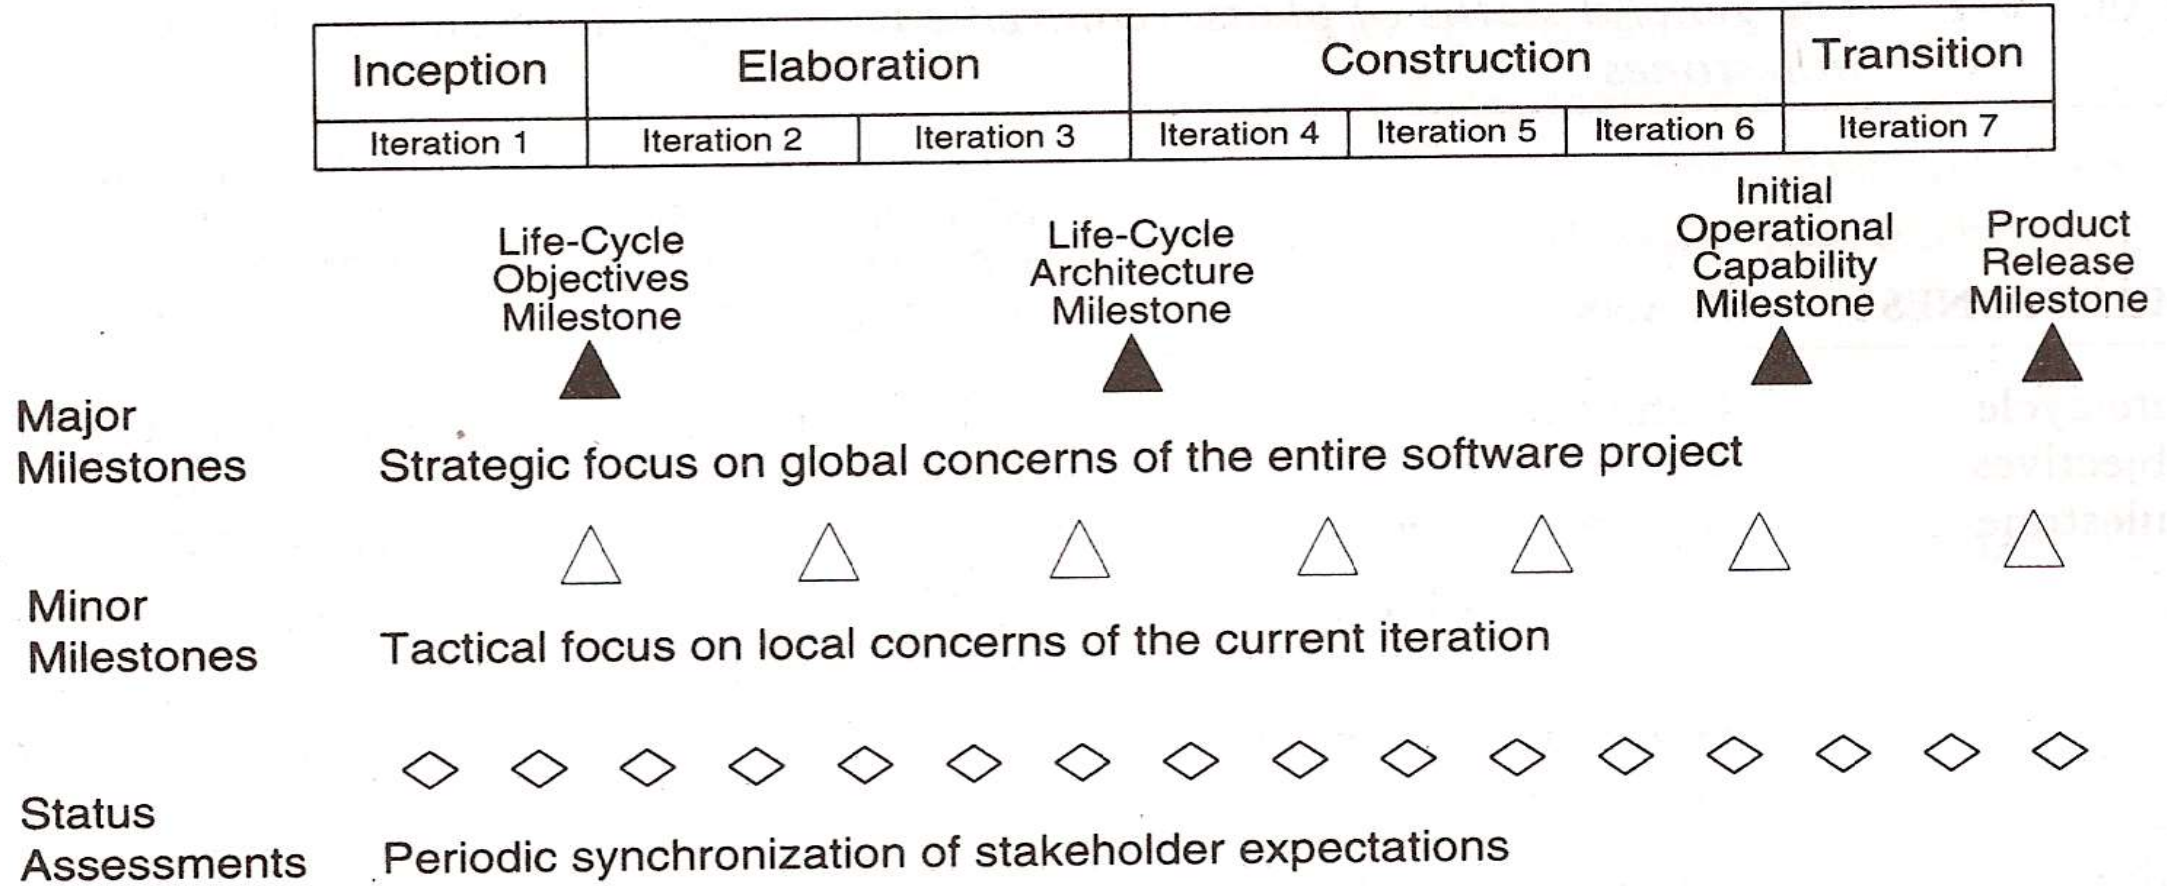 Inception Elaboration Construction Transition
Iteration 1 Iteration 2 Iteration 3 Iteration 4 Iteration 5 Iteration 6 Iteration 7
Life-Cycle
Objectives
Milestone
Life-Cycle
Architecture
Milestone
Initial
Operational
Capability
Milestone
Product
Release
Milestone
Major
Milestones
Strategic focus on global concerns of the entire software project
Minor
Milestones
Tactical focus on local concerns of the current iteration
Status
Assessments
Periodic synchronization of stakeholder expectations